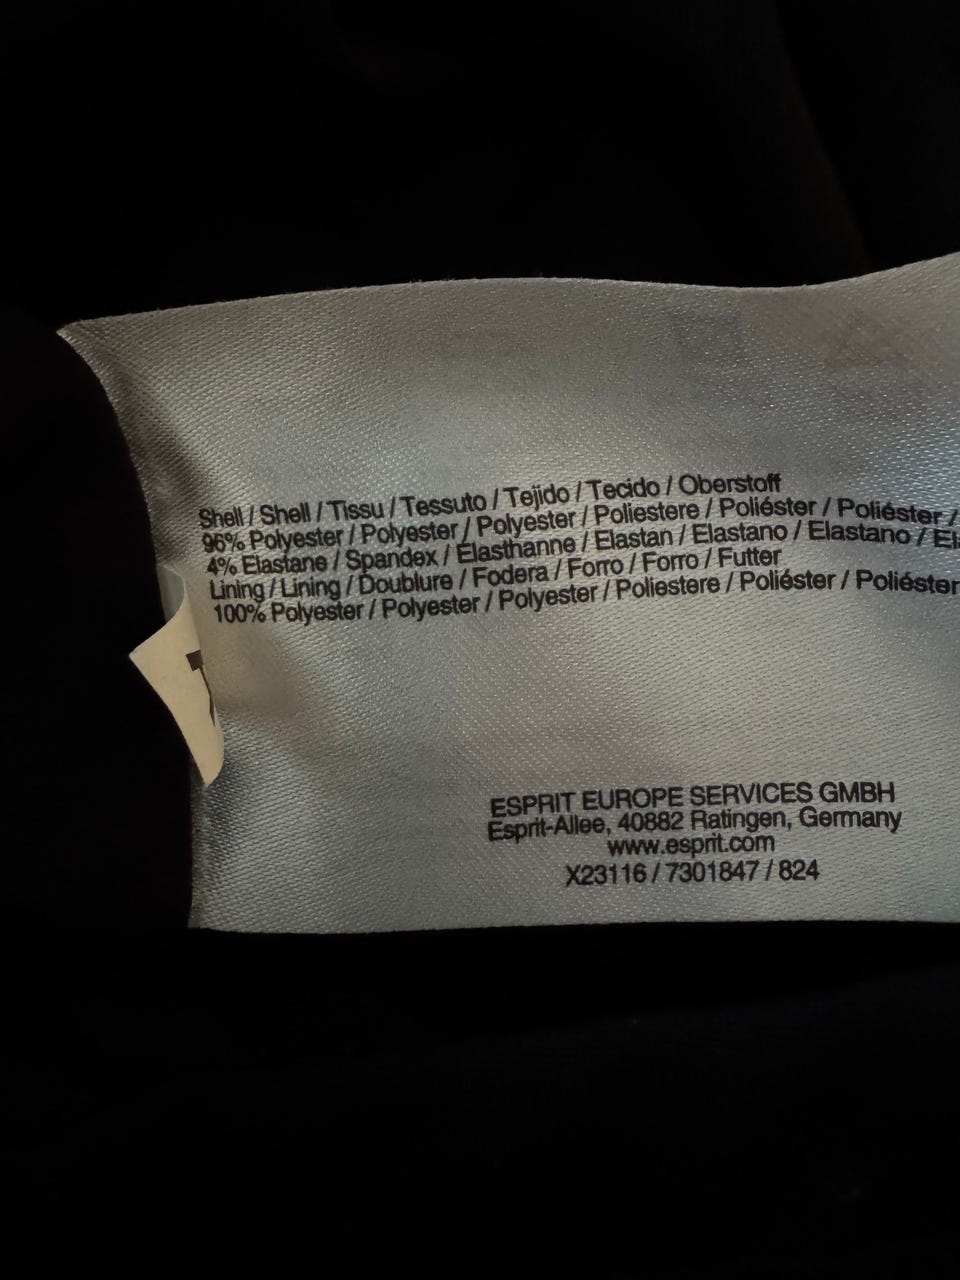 Shell / Shell / Tissu / Tessuto / Tejido / Tecido / Oberstoff
96% Polyester / Polyester / Polyester / Poliestere / Poliéster / Poliéster /
4% Elastane / Spandex / Elasthanne / Elastan / Elastano / Elastano / El
Lining / Lining / Doublure / Fodera / Forro / Forro / Futter
100% Polyester / Polyester / Polyester / Poliestere / Poliéster / Poliéster
ESPRIT EUROPE SERVICES GMBH
Esprit-Allee, 40882 Ratingen, Germany
www.esprit.com
X23116 / 7301847 / 824